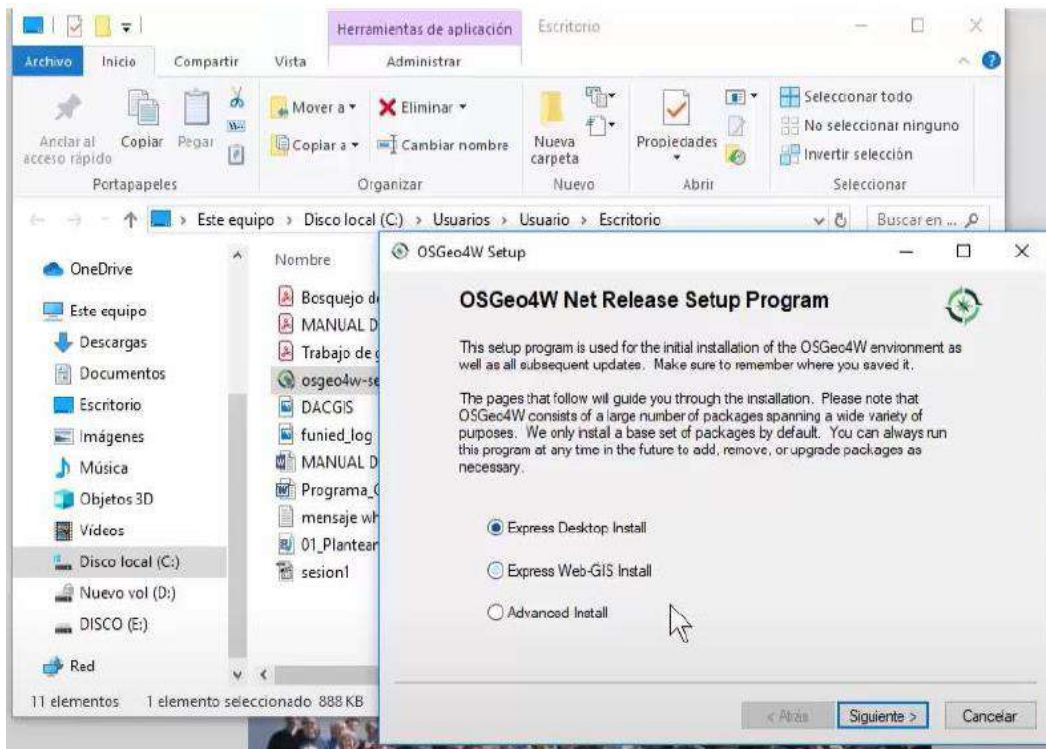 Herramientas de aplicación
Escritorio
Archivo
Inicio
Compartir
Vista
Administrar
Anclar al
acceso rápido
Copiar
Pegar
Mover a
Copiar a
Eliminar
Cambiar nombre
Nueva
carpeta
Propiedades
Seleccionar todo
No seleccionar ninguno
Invertir selección
Portapapeles
Organizar
Nuevo
Abrir
Seleccionar
Este equipo > Disco local (C:) > Usuarios > Usuario > Escritorio
Buscar en ...
OneDrive
Este equipo
Descargas
Documentos
Escritorio
Imágenes
Música
Objetos 3D
Vídeos
Disco local (C:)
Nuevo vol (D:)
DISCO (E:)
Red
Nombre
Bosquejo d
MANUAL D
Trabajo de
osgeo4w-se
DACGIS
funied_log
MANUAL D
Programa_
mensaje wh
01_Plantear
sesion1
11 elementos
1 elemento seleccionado 888 KB
OSGeo4W Setup
OSGeo4W Net Release Setup Program
This setup program is used for the initial installation of the OSGeo4W environment as
well as all subsequent updates. Make sure to remember where you saved it.
The pages that follow will guide you through the installation. Please note that
OSGeo4W consists of a large number of packages spanning a wide variety of
purposes. We only install a base set of packages by default. You can always run
this program at any time in the future to add, remove, or upgrade packages as
necessary.
Express Desktop Install
Express Web-GIS Install
Advanced Install
< Atrás
Siguiente >
Cancelar